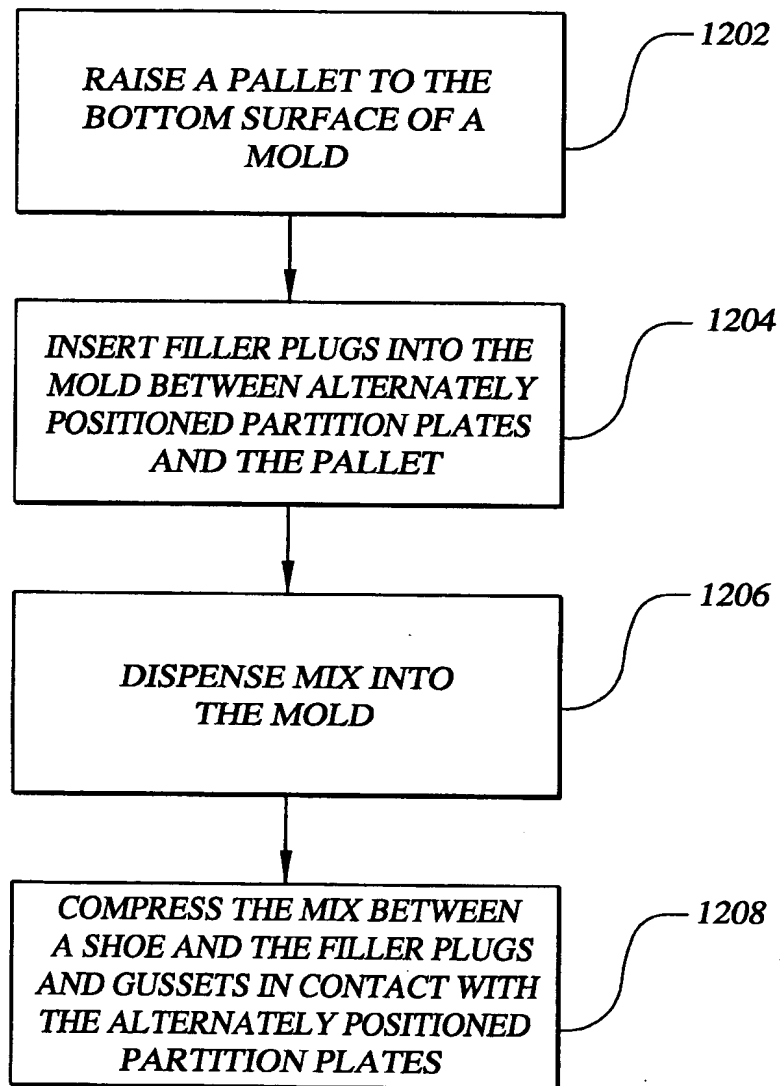 1202
RAISE A PALLET TO THE
BOTTOM SURFACE OF A
MOLD
1204
INSERT FILLER PLUGS INTO THE
MOLD BETWEEN ALTERNATELY
POSITIONED PARTITION PLATES
AND THE PALLET
1206
DISPENSE MIX INTO
THE MOLD
1208
COMPRESS THE MIX BETWEEN
A SHOE AND THE FILLER PLUGS
AND GUSSETS IN CONTACT WITH
THE ALTERNATELY POSITIONED
PARTITION PLATES